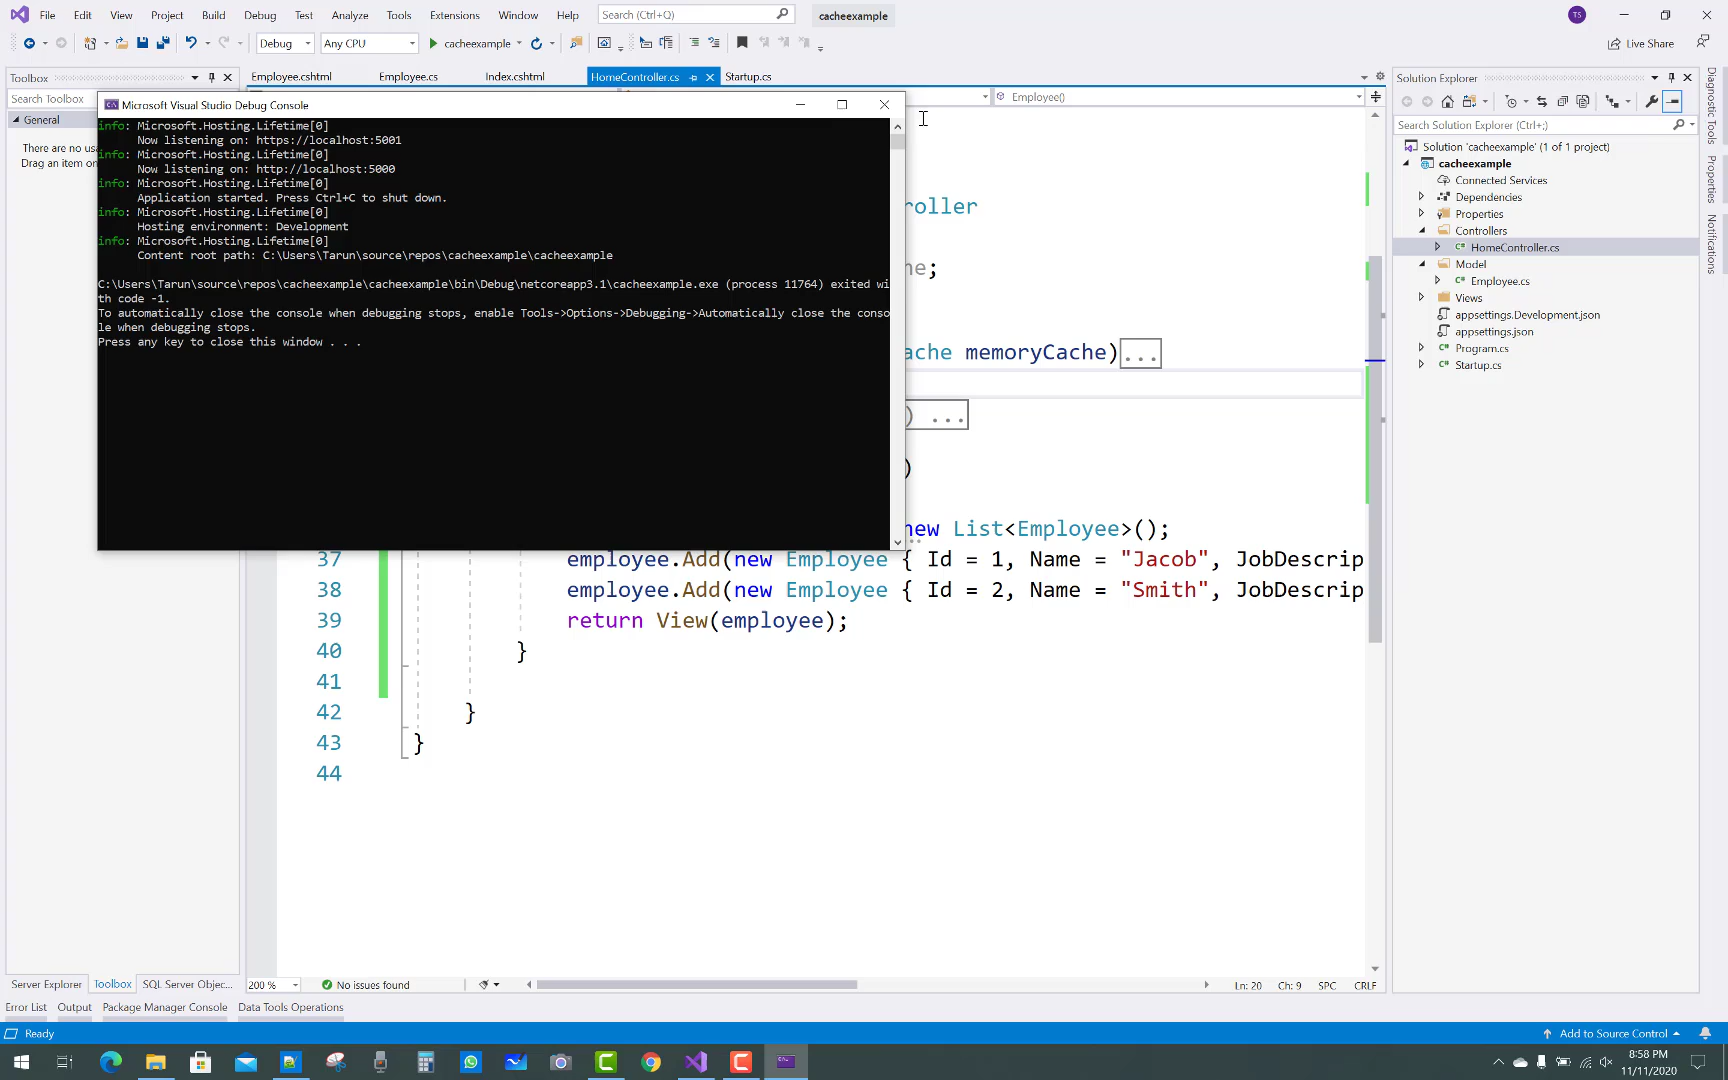 File Edit View Project Build Debug Test Analyze Tools Extensions Window Help Search (Ctrl+Q) cacheexample TS
Debug Any CPU cacheexample Live Share
Toolbox
Search Toolbox
General
There are no usa
Drag an item on
Employee.cshtml Employee.cs Index.cshtml HomeController.cs Startup.cs
Employee()
Microsoft Visual Studio Debug Console
info: Microsoft.Hosting.Lifetime[0]
Now listening on: https://localhost:5001
info: Microsoft.Hosting.Lifetime[0]
Now listening on: http://localhost:5000
info: Microsoft.Hosting.Lifetime[0]
Application started. Press Ctrl+C to shut down.
info: Microsoft.Hosting.Lifetime[0]
Hosting environment: Development
info: Microsoft.Hosting.Lifetime[0]
Content root path: C:\Users\Tarun\source\repos\cacheexample\cacheexample
C:\Users\Tarun\source\repos\cacheexample\cacheexample\bin\Debug\netcoreapp3.1\cacheexample.exe (process 11764) exited wi
th code -1.
To automatically close the console when debugging stops, enable Tools->Options->Debugging->Automatically close the conso
le when debugging stops.
Press any key to close this window . . .
roller
he;
ache memoryCache)...
) ...
)
new List<Employee>();
37 employee.Add(new Employee { Id = 1, Name = "Jacob", JobDescrip
38 employee.Add(new Employee { Id = 2, Name = "Smith", JobDescrip
39 return View(employee);
40 }
41
42 }
43 }
44
Solution Explorer
Search Solution Explorer (Ctrl+;)
Solution 'cacheexample' (1 of 1 project)
cacheexample
Connected Services
Dependencies
Properties
Controllers
C# HomeController.cs
Model
C# Employee.cs
Views
appsettings.Development.json
appsettings.json
C# Program.cs
C# Startup.cs
Diagnostic Tools
Properties
Notifications
Server Explorer Toolbox SQL Server Objec...
200 % No issues found Ln: 20 Ch: 9 SPC CRLF
Error List Output Package Manager Console Data Tools Operations
Ready Add to Source Control
8:58 PM
11/11/2020